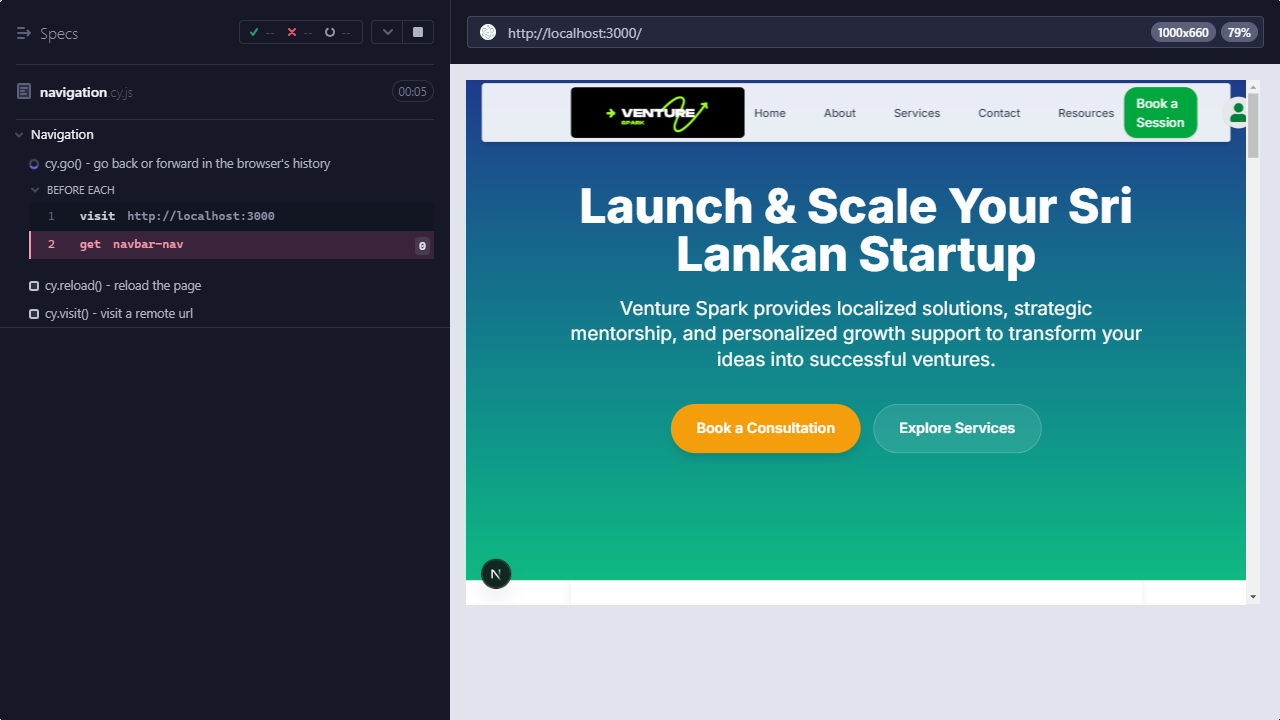 Specs
--
--
--
navigation.cy.js
00:05
Navigation
cy.go() - go back or forward in the browser's history
BEFORE EACH
1 visit http://localhost:3000
2 get navbar-nav 0
cy.reload() - reload the page
cy.visit() - visit a remote url
http://localhost:3000/
1000x660
79%
VENTURE
SPARK
Home
About
Services
Contact
Resources
Book a
Session
Launch & Scale Your Sri
Lankan Startup
Venture Spark provides localized solutions, strategic
mentorship, and personalized growth support to transform your
ideas into successful ventures.
Book a Consultation
Explore Services
N